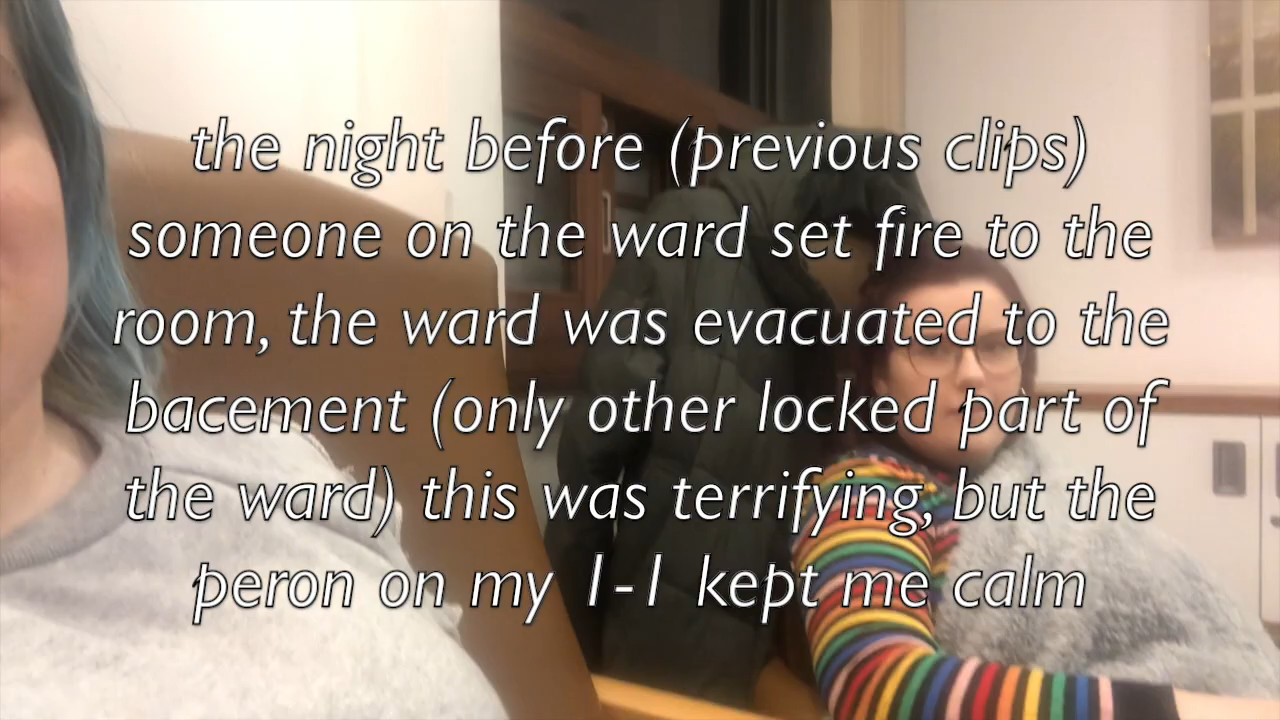 the night before (previous clips)
someone on the ward set fire to the
room, the ward was evacuated to the
bacement (only other locked part of
the ward) this was terrifying, but the
peron on my 1-1 kept me calm